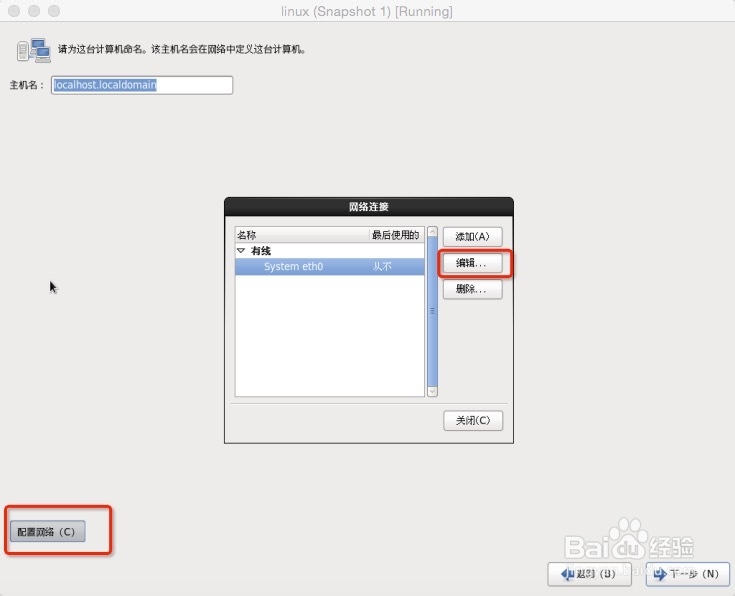 linux (Snapshot 1) [Running]
请为这台计算机命名。该主机名会在网络中定义这台计算机。
主机名： localhost.localdomain
网络连接
名称 最后使用的
添加(A)
有线
编辑...
System eth0 从不
删除...
关闭(C)
配置网络（C）
Baidu 经验
返回（B） 下一步（N）